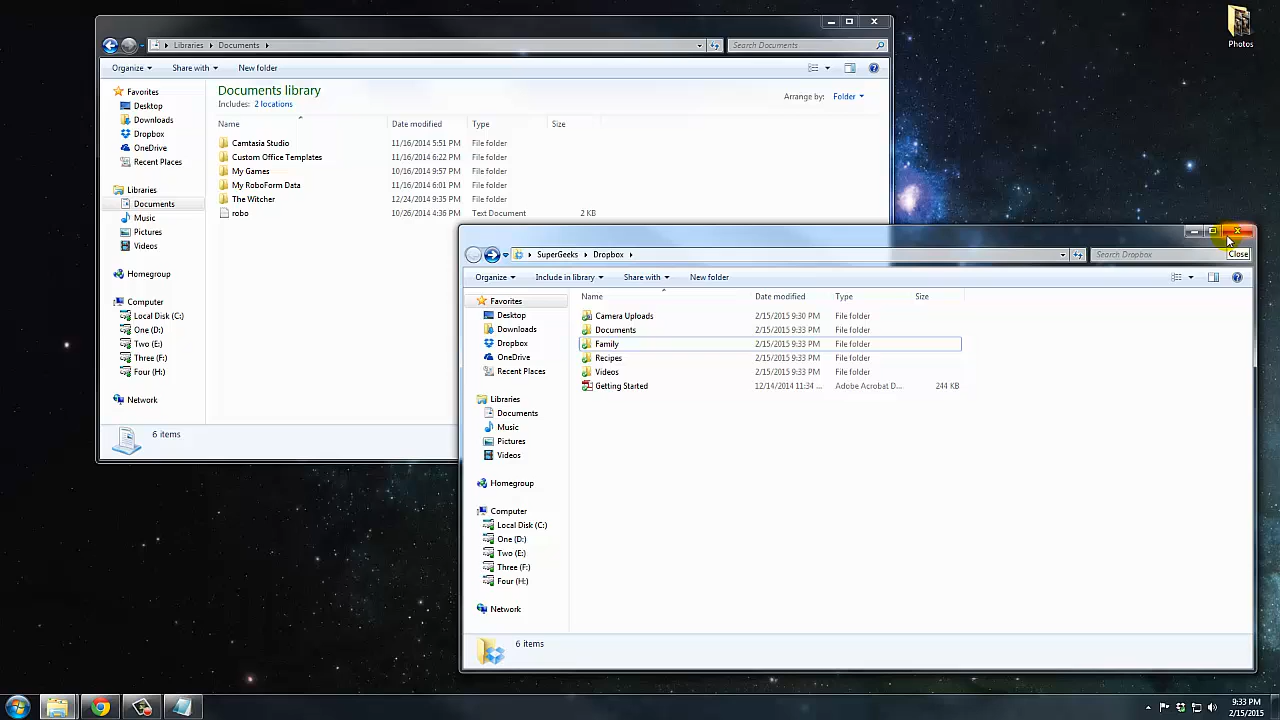 Photos
Libraries Documents
Search Documents
Organize Share with New folder
Favorites
Desktop
Downloads
Dropbox
OneDrive
Recent Places
Libraries
Documents
Music
Pictures
Videos
Homegroup
Computer
Local Disk (C:)
One (D:)
Two (E:)
Three (F:)
Four (H:)
Network
Documents library
Includes: 2 locations
Arrange by: Folder
Name Date modified Type Size
Camtasia Studio 11/16/2014 5:51 PM File folder
Custom Office Templates 11/16/2014 6:22 PM File folder
My Games 10/16/2014 9:57 PM File folder
My RoboForm Data 11/16/2014 6:01 PM File folder
The Witcher 12/24/2014 9:35 PM File folder
robo 10/26/2014 4:36 PM Text Document 2 KB
6 items
SuperGeeks Dropbox
Search Dropbox
Close
Organize Include in library Share with New folder
Favorites
Desktop
Downloads
Dropbox
OneDrive
Recent Places
Libraries
Documents
Music
Pictures
Videos
Homegroup
Computer
Local Disk (C:)
One (D:)
Two (E:)
Three (F:)
Four (H:)
Network
Name Date modified Type Size
Camera Uploads 2/15/2015 9:30 PM File folder
Documents 2/15/2015 9:33 PM File folder
Family 2/15/2015 9:33 PM File folder
Recipes 2/15/2015 9:33 PM File folder
Videos 2/15/2015 9:33 PM File folder
Getting Started 12/14/2014 11:34 ... Adobe Acrobat D... 244 KB
6 items
9:33 PM
2/15/2015